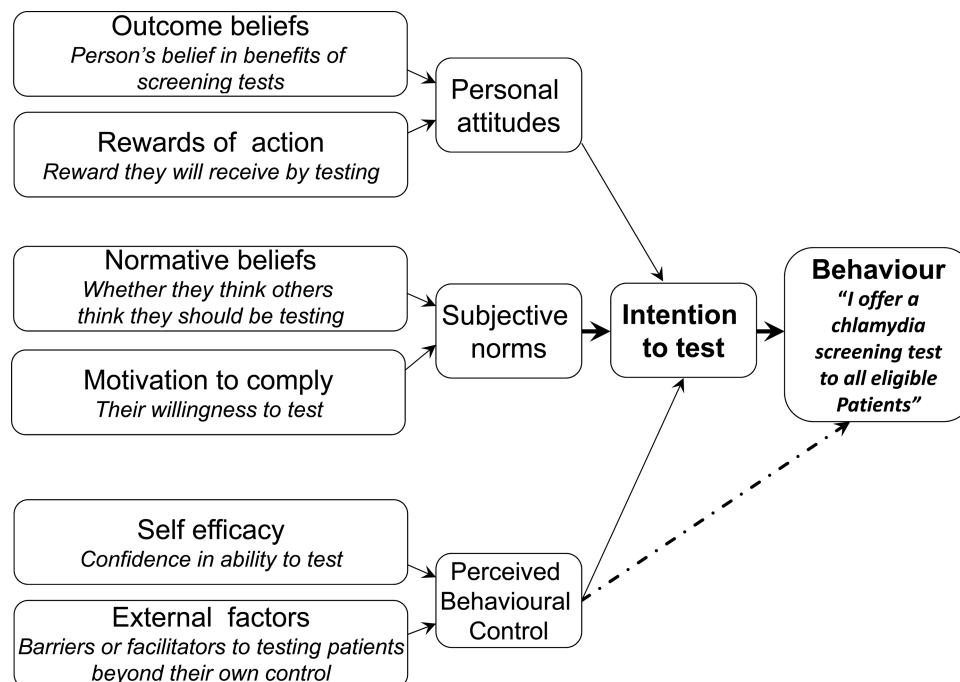 Outcome beliefs
Person's belief in benefits of
screening tests
Rewards of action
Reward they will receive by testing
Personal
attitudes
Normative beliefs
Whether they think others
think they should be testing
Motivation to comply
Their willingness to test
Subjective
norms
Intention
to test
Behaviour
“I offer a
chlamydia
screening test
to all eligible
Patients”
Self efficacy
Confidence in ability to test
External factors
Barriers or facilitators to testing patients
beyond their own control
Perceived
Behavioural
Control